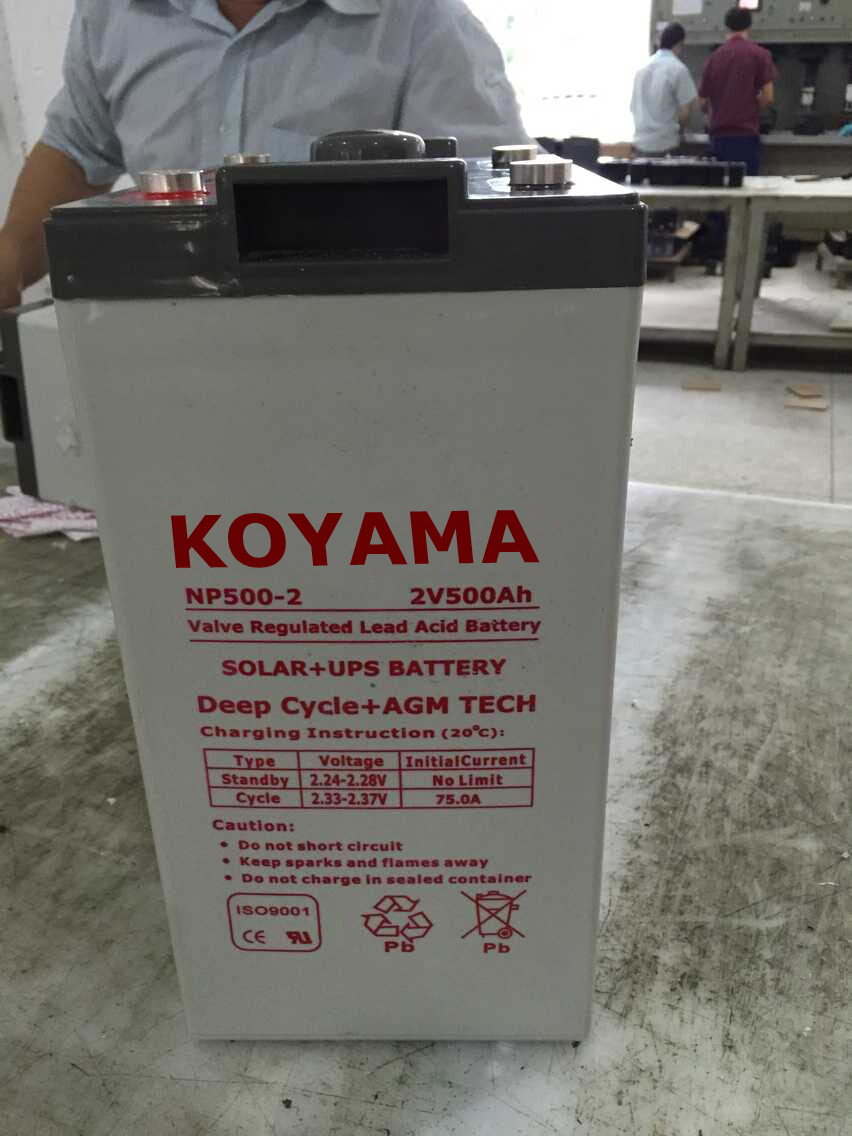 KOYAMA
NP500-2 2V500Ah
Valve Regulated Lead Acid Battery
SOLAR+UPS BATTERY
Deep Cycle+AGM TECH
Charging Instruction (20℃):
Type Voltage InitialCurrent
Standby 2.24-2.28V No Limit
Cycle 2.33-2.37V 75.0A
Caution:
• Do not short circuit
• Keep sparks and flames away
• Do not charge in sealed container
ISO9001
CE RU
Pb Pb